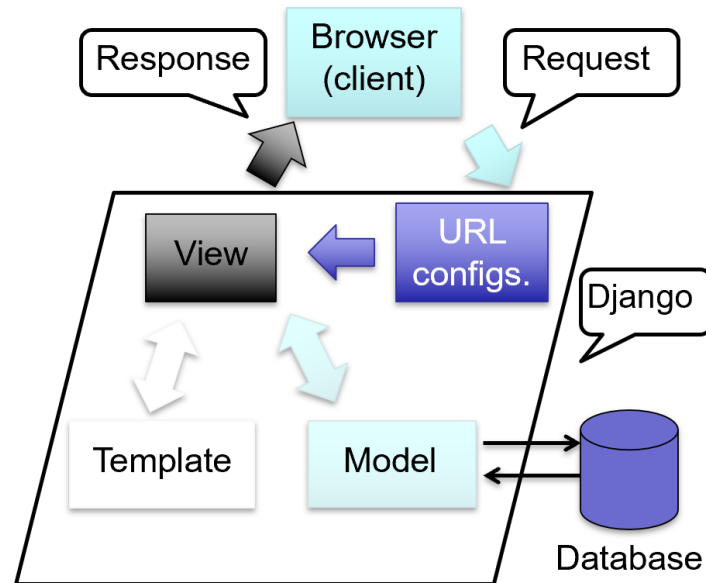 Response
Browser
(client)
Request
View
URL
configs.
Django
Template
Model
Database